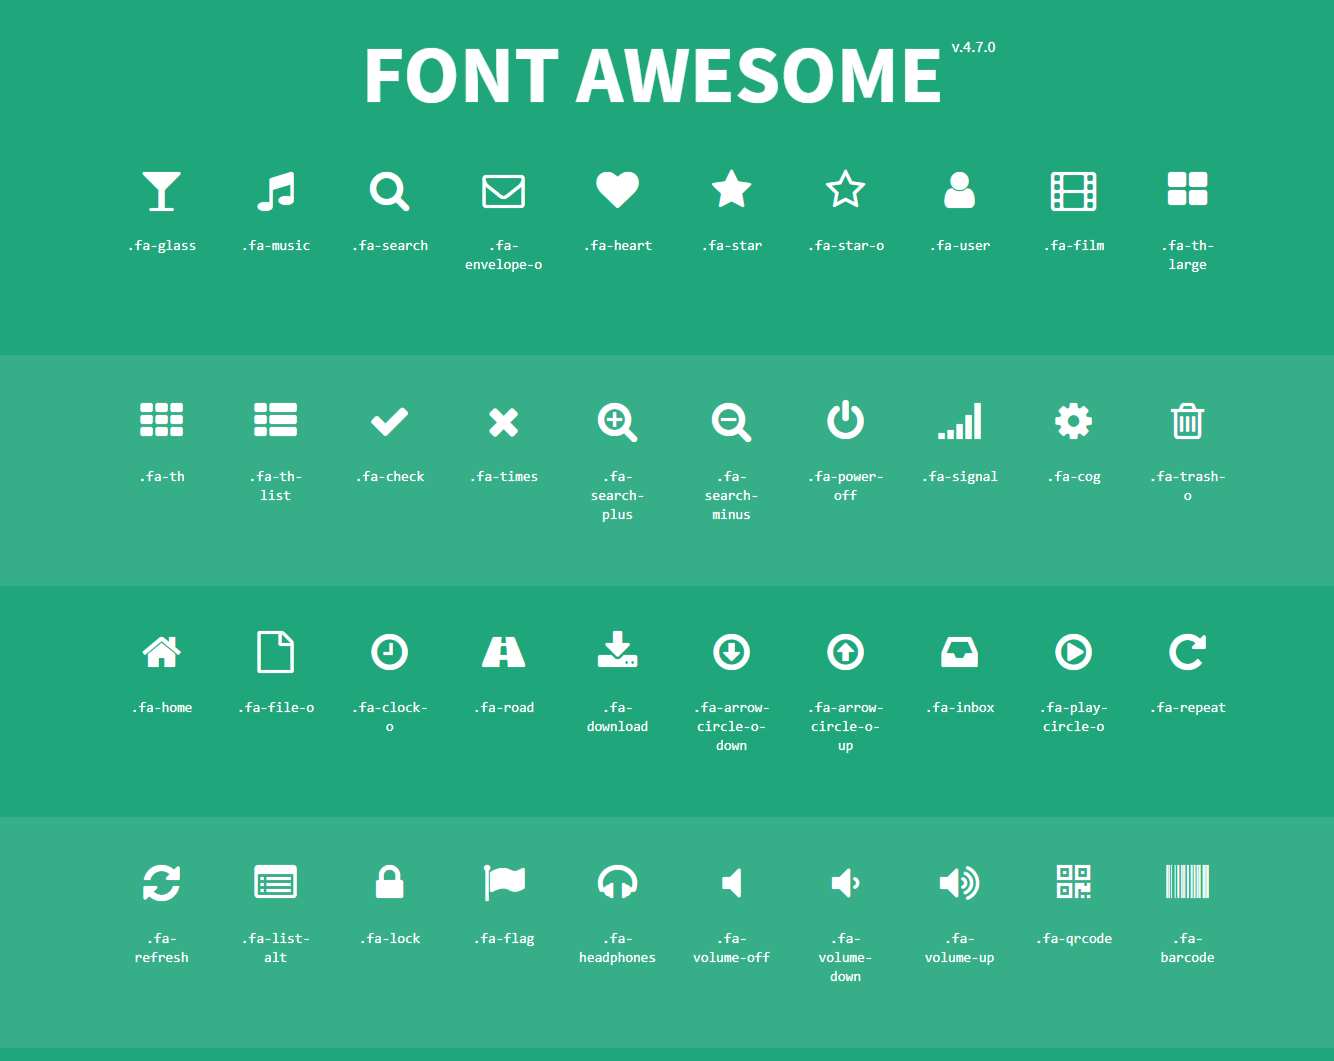 FONT AWESOME v.4.7.0
.fa-glass .fa-music .fa-search .fa- .fa-heart .fa-star .fa-star-o .fa-user .fa-film .fa-th-
envelope-o large
.fa-th .fa-th- .fa-check .fa-times .fa- .fa- .fa-power- .fa-signal .fa-cog .fa-trash-
list search- search- off o
plus minus
.fa-home .fa-file-o .fa-clock- .fa-road .fa- .fa-arrow- .fa-arrow- .fa-inbox .fa-play- .fa-repeat
o download circle-o- circle-o- circle-o
down up
.fa- .fa-list- .fa-lock .fa-flag .fa- .fa- .fa- .fa- .fa-qrcode .fa-
refresh alt headphones volume-off volume- volume-up barcode
down